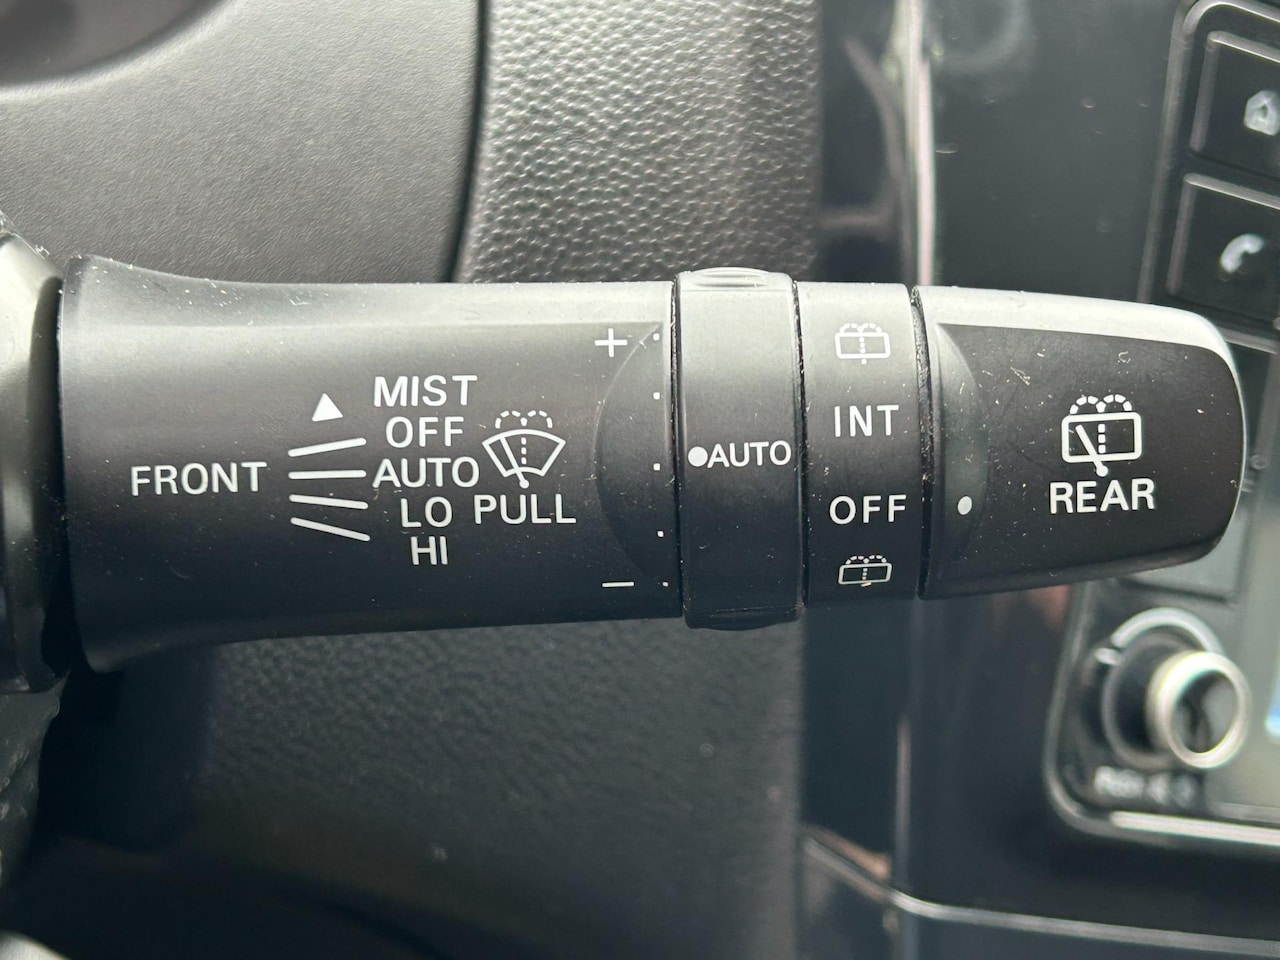 FRONT
MIST
OFF
AUTO
LO
HI
PULL
+
−
AUTO
INT
OFF
REAR